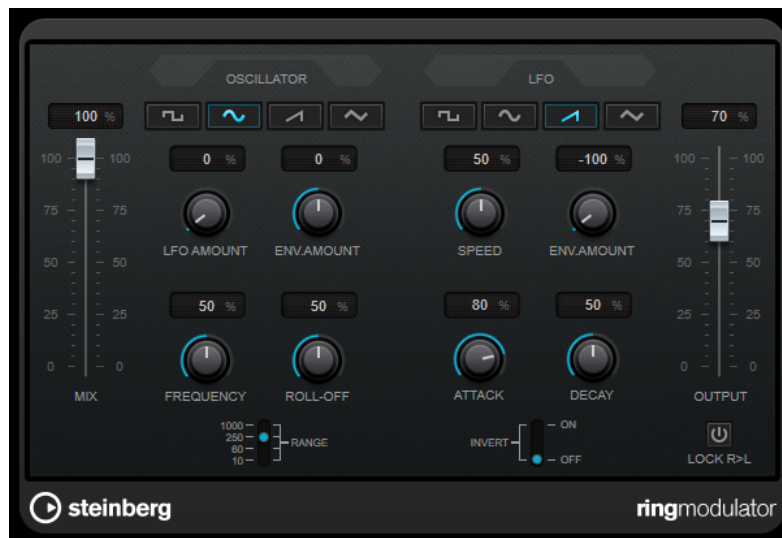 OSCILLATOR
LFO
100 %
70 %
0 %
0 %
50 %
-100 %
100 100
75 75
50 50
25 25
0 0
100 100
75 75
50 50
25 25
0 0
LFO AMOUNT
ENV.AMOUNT
SPEED
ENV.AMOUNT
50 %
50 %
80 %
50 %
MIX
FREQUENCY
ROLL-OFF
ATTACK
DECAY
OUTPUT
1000
250
60
10
RANGE
INVERT
ON
OFF
LOCK R>L
steinberg
ringmodulator